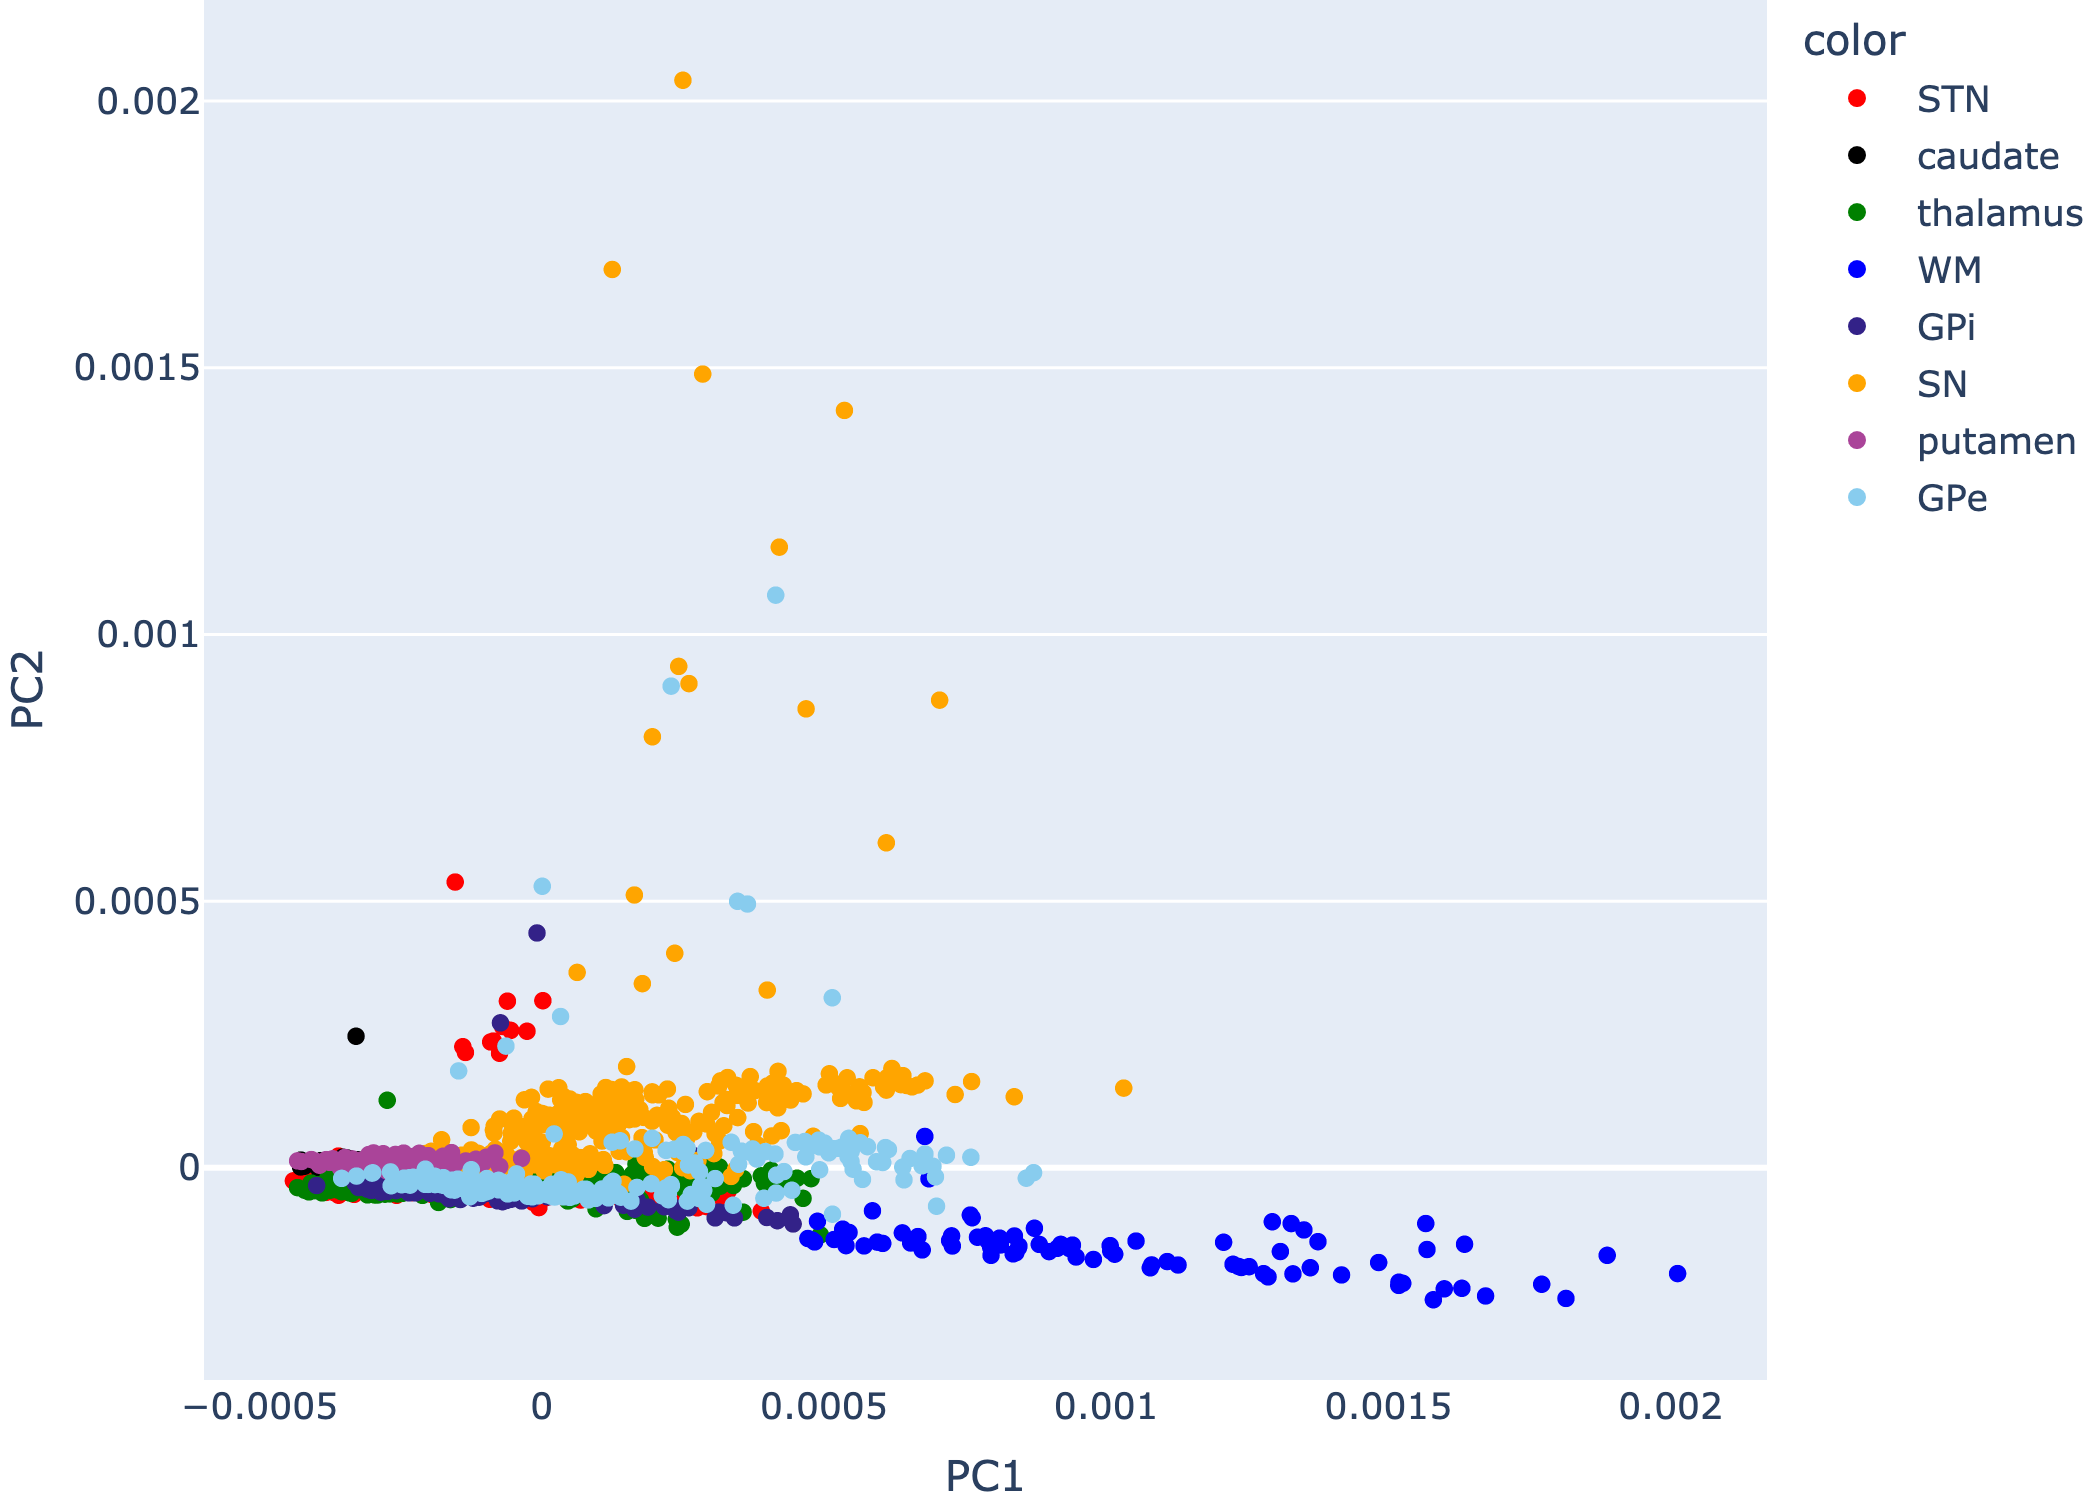 color
STN
caudate
thalamus
WM
GPi
SN
putamen
GPe
PC2
0.002
0.0015
0.001
0.0005
0
−0.0005 0 0.0005 0.001 0.0015 0.002
PC1